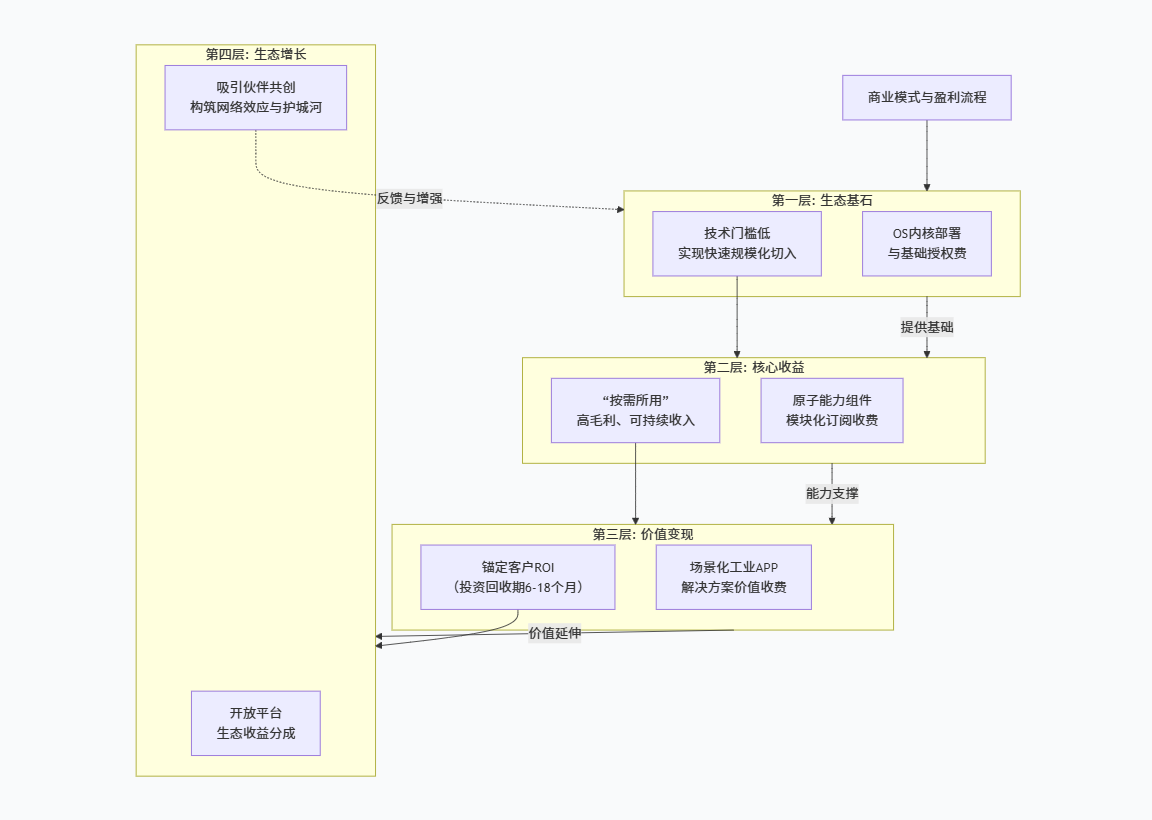 第四层: 生态增长
吸引伙伴共创
构筑网络效应与护城河
商业模式与盈利流程
反馈与增强
第一层: 生态基石
技术门槛低
实现快速规模化切入
OS内核部署
与基础授权费
提供基础
第二层: 核心收益
“按需所用”
高毛利、可持续收入
原子能力组件
模块化订阅收费
能力支撑
第三层: 价值变现
锚定客户ROI
（投资回收期6-18个月）
场景化工业APP
解决方案价值收费
价值延伸
开放平台
生态收益分成